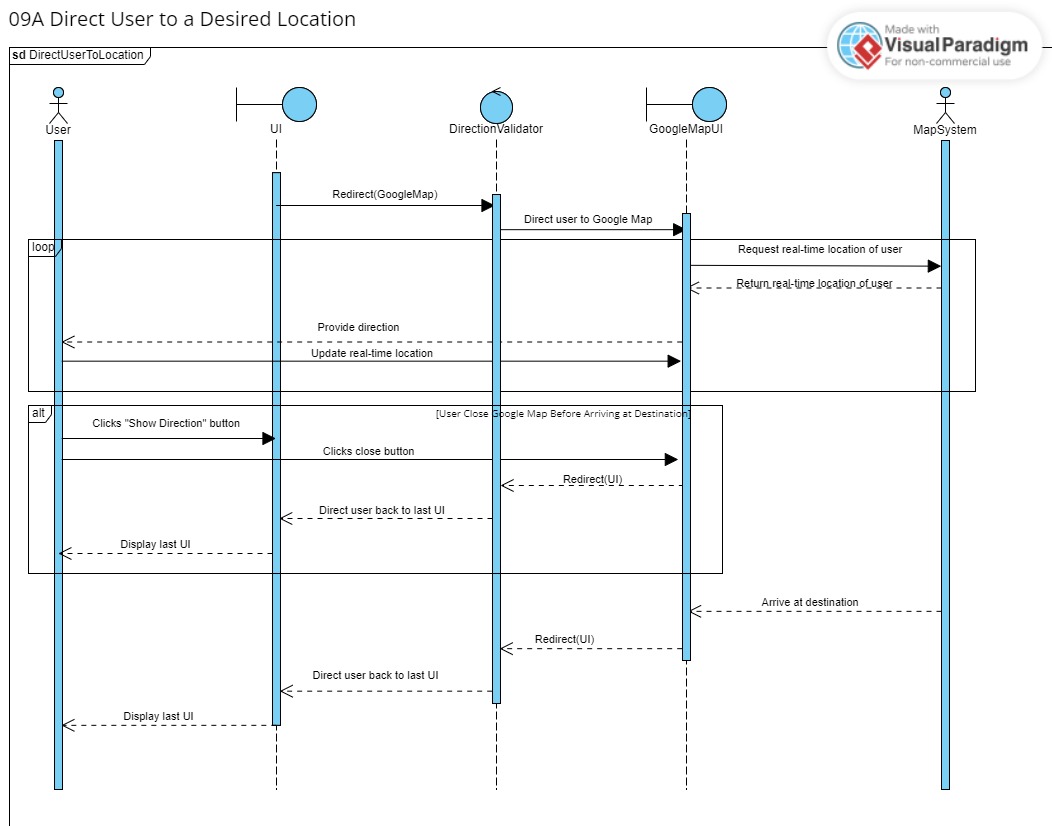 09A Direct User to a Desired Location
Made with
VisualParadigm
For non-commercial use
sd DirectUserToLocation
User
UI
DirectionValidator
GoogleMapUI
MapSystem
Redirect(GoogleMap)
Direct user to Google Map
loop
Request real-time location of user
Return real-time location of user
Provide direction
Update real-time location
alt
[User Close Google Map Before Arriving at Destination]
Clicks "Show Direction" button
Clicks close button
Redirect(UI)
Direct user back to last UI
Display last UI
Arrive at destination
Redirect(UI)
Direct user back to last UI
Display last UI